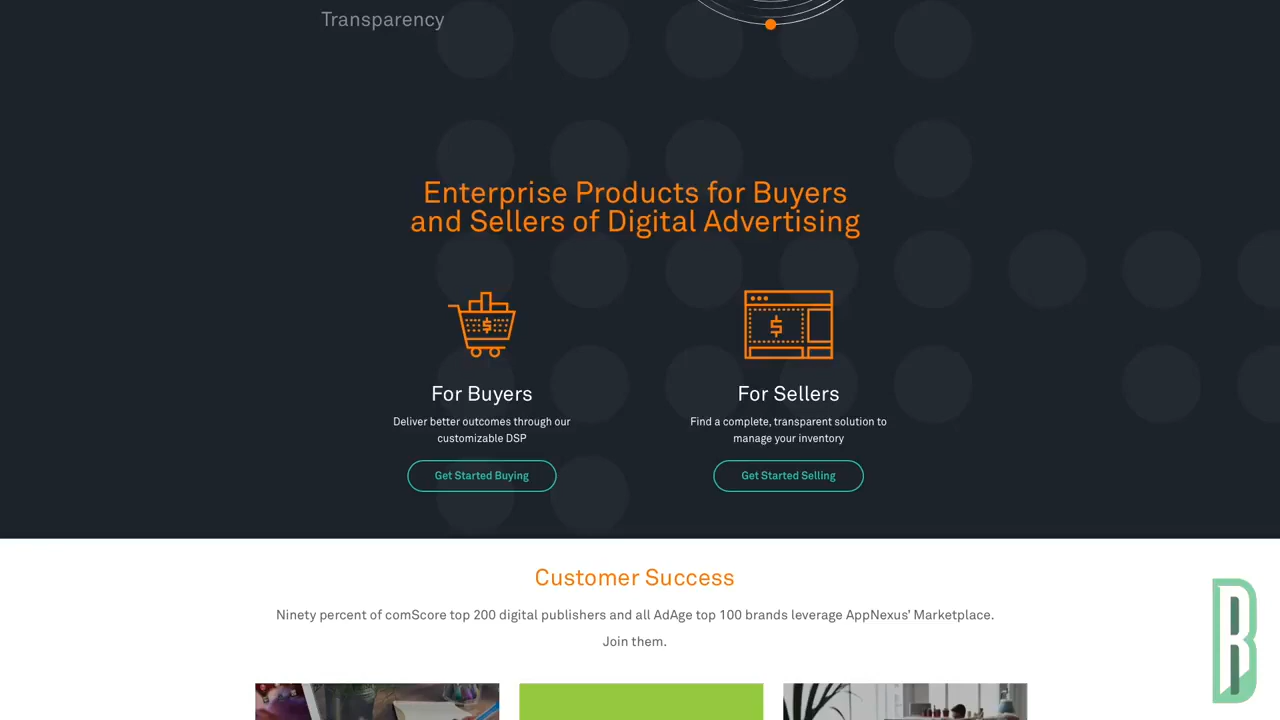 Transparency
Enterprise Products for Buyers
and Sellers of Digital Advertising
For Buyers
Deliver better outcomes through our
customizable DSP
Get Started Buying
For Sellers
Find a complete, transparent solution to
manage your inventory
Get Started Selling
Customer Success
Ninety percent of comScore top 200 digital publishers and all AdAge top 100 brands leverage AppNexus’ Marketplace.
Join them.
B